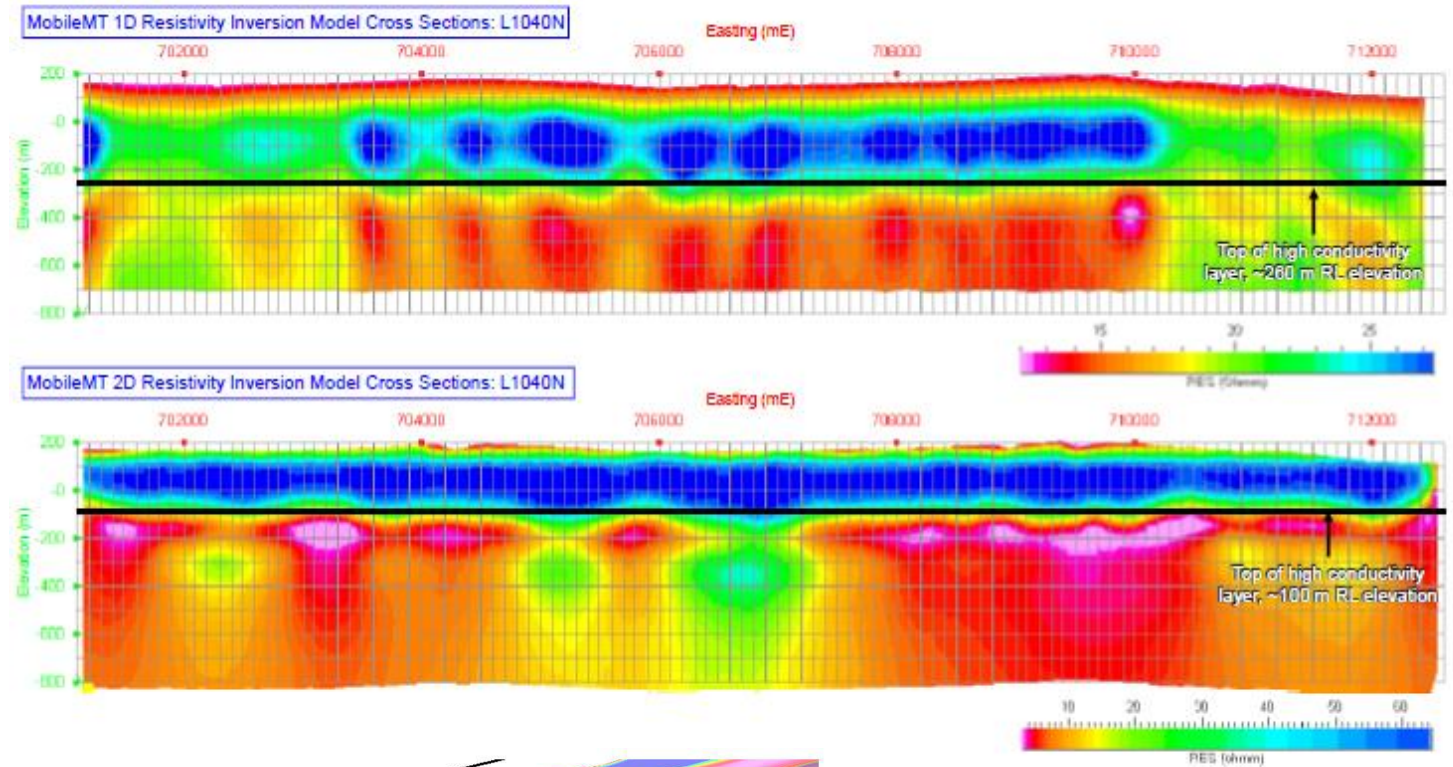 MobileMT 1D Resistivity Inversion Model Cross Sections: L1040N
Easting (mE)
702000 704000 706000 708000 710000 712000
200
-0
-200
-400
-600
-800
Elevation (m)
Top of high conductivity
layer, ~260 m RL elevation
15 20 25
RES (Ohmm)
MobileMT 2D Resistivity Inversion Model Cross Sections: L1040N
Easting (mE)
702000 704000 706000 708000 710000 712000
200
-0
-200
-400
-600
-800
Elevation (m)
Top of high conductivity
layer, ~100 m RL elevation
10 20 30 40 50 60
RES (ohmm)